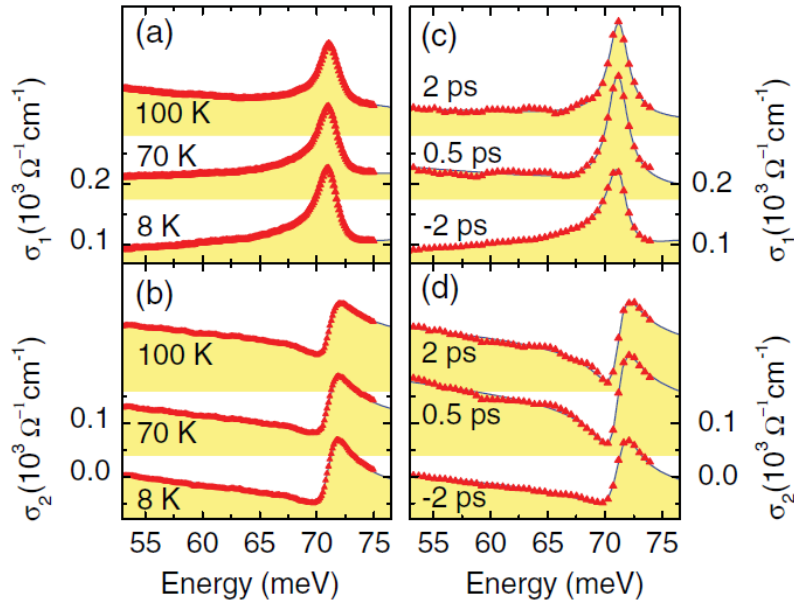 (a)
100 K
70 K
8 K
σ₁(10³ Ω⁻¹cm⁻¹)
0.2
0.1
(c)
2 ps
0.5 ps
-2 ps
0.2
0.1
σ₁(10³ Ω⁻¹cm⁻¹)
(b)
100 K
70 K
8 K
σ₂(10³ Ω⁻¹cm⁻¹)
0.1
0.0
55 60 65 70 75
Energy (meV)
(d)
2 ps
0.5 ps
-2 ps
0.1
0.0
σ₂(10³ Ω⁻¹cm⁻¹)
55 60 65 70 75
Energy (meV)